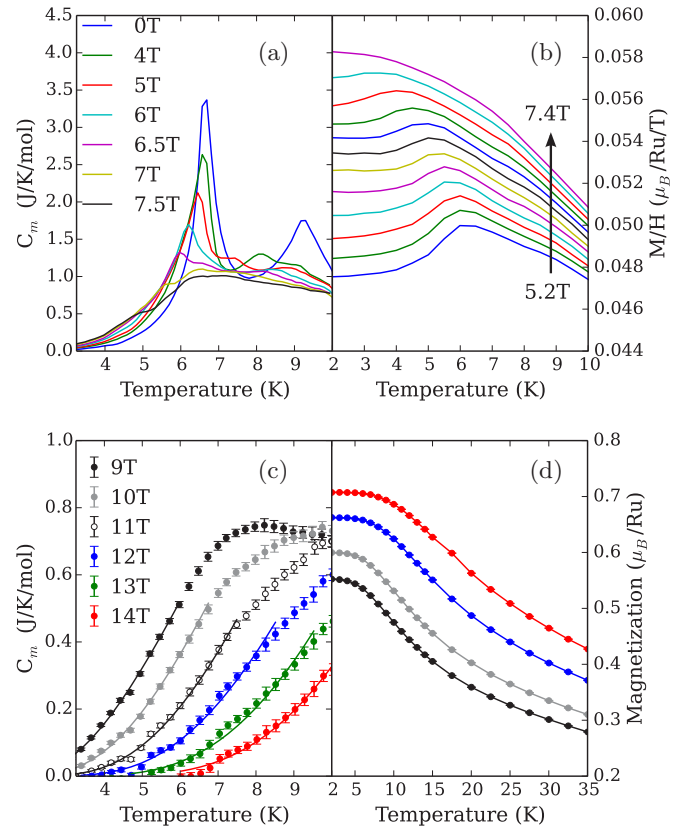 (a)
(b)
0T
4T
5T
6T
6.5T
7T
7.5T
7.4T
5.2T
C_m (J/K/mol)
4.5
4.0
3.5
3.0
2.5
2.0
1.5
1.0
0.5
0.0
4 5 6 7 8 9
Temperature (K)
2 3 4 5 6 7 8 9 10
Temperature (K)
0.060
0.058
0.056
0.054
0.052
0.050
0.048
0.046
0.044
M/H (μ_B/Ru/T)
(c)
(d)
9T
10T
11T
12T
13T
14T
C_m (J/K/mol)
1.0
0.8
0.6
0.4
0.2
0.0
4 5 6 7 8 9
Temperature (K)
2 5 10 15 20 25 30 35
Temperature (K)
0.8
0.7
0.6
0.5
0.4
0.3
0.2
Magnetization (μ_B/Ru)